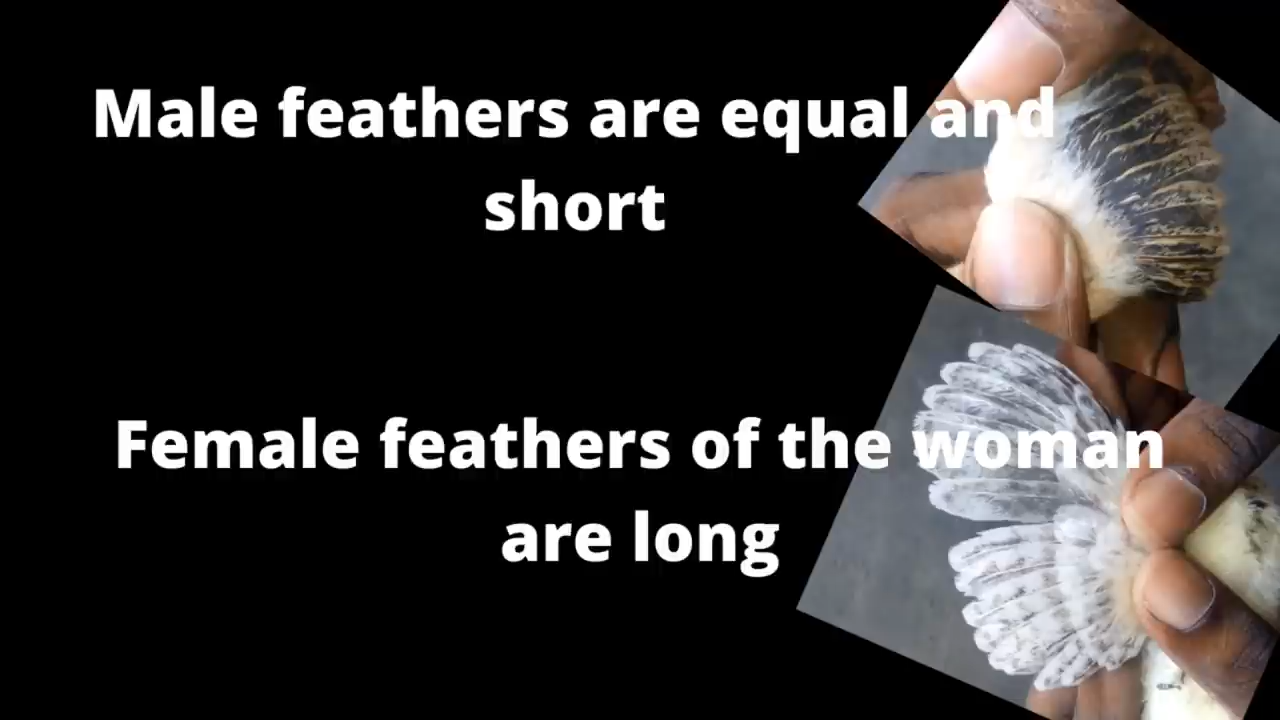 Male feathers are equal and
short
Female feathers of the woman
are long